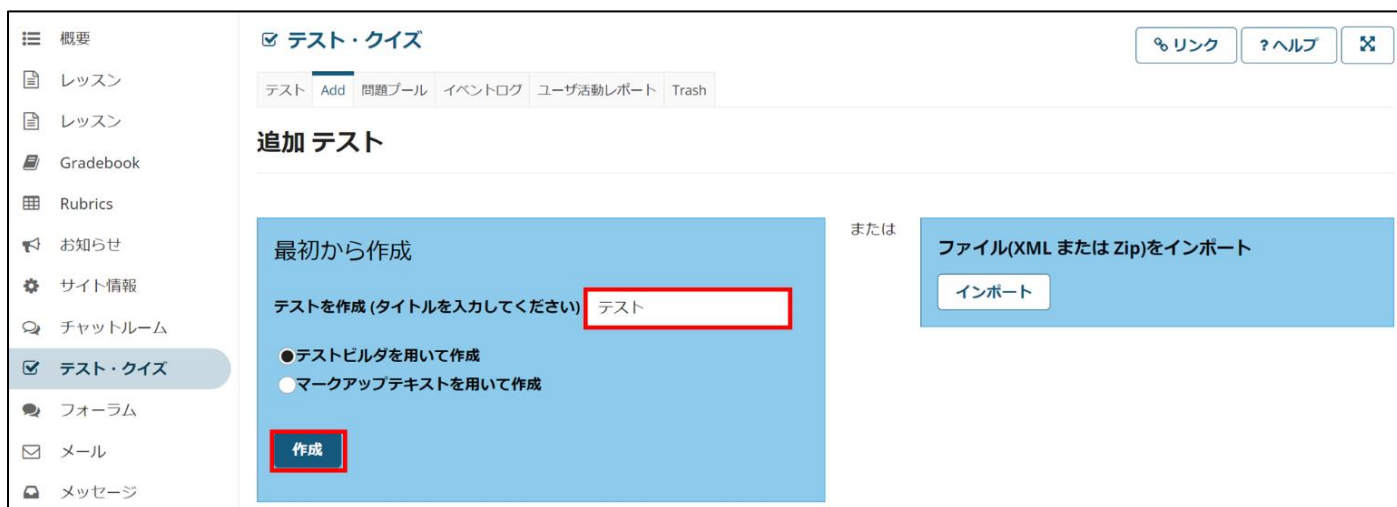 概要
レッスン
レッスン
Gradebook
Rubrics
お知らせ
サイト情報
チャットルーム
テスト・クイズ
フォーラム
メール
メッセージ
テスト・クイズ
リンク
?ヘルプ
テスト Add 問題プール イベントログ ユーザ活動レポート Trash
追加 テスト
最初から作成
テストを作成 (タイトルを入力してください) テスト
テストビルダを用いて作成
マークアップテキストを用いて作成
作成
または
ファイル(XML または Zip)をインポート
インポート